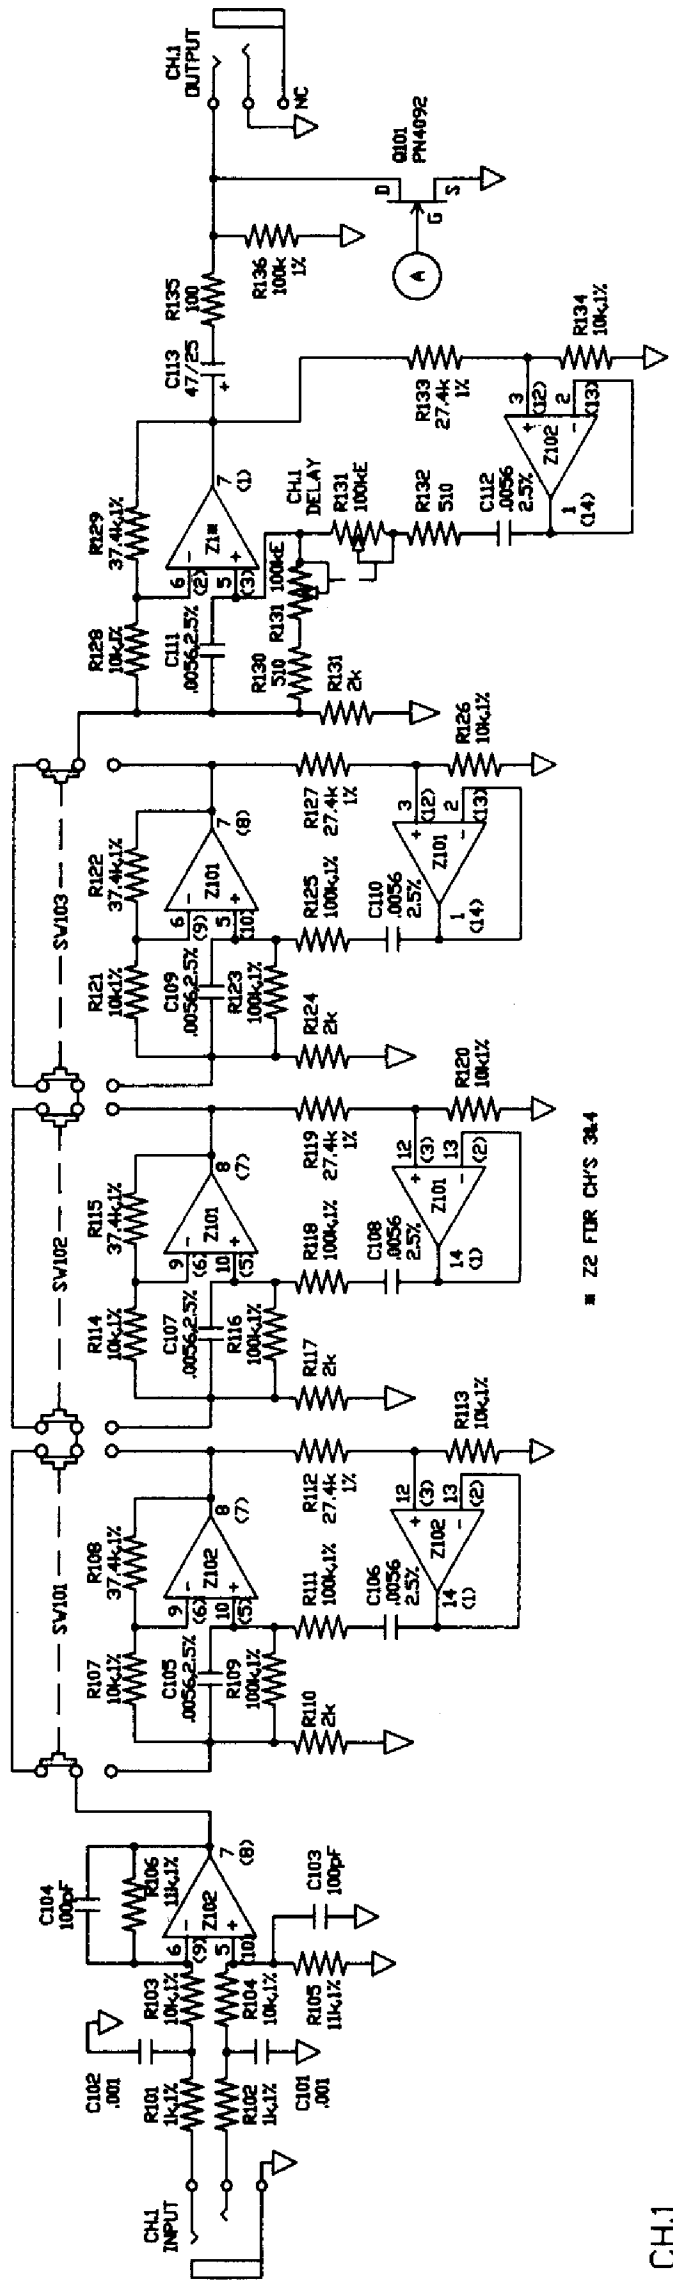 CH.1
INPUT
C102
.001
R101
1k,1%
R102
1k,1%
C101
.001
R103
10k,1%
R104
10k,1%
C104
100pF
R106
11k,1%
6
(9)
5
(10)
-
+
Z102
7
(8)
R105
11k,1%
C103
100pF
SW101
R107
10k,1%
R108
37.4k,1%
C105
.0056,2.5%
R109
100k,1%
9
(6)
10
(5)
-
+
Z102
8
(7)
R110
2k
R111
100k,1%
C106
.0056
2.5%
R112
27.4k
1%
12
(3)
13
(2)
+
-
Z102
14
(1)
R113
10k,1%
SW102
R114
10k,1%
R115
37.4k,1%
C107
.0056,2.5%
R116
100k,1%
9
(6)
10
(5)
-
+
Z101
8
(7)
R117
2k
R118
100k,1%
C108
.0056
2.5%
R119
27.4k
1%
12
(3)
13
(2)
+
-
Z101
14
(1)
R120
10k1%
SW103
R121
10k1%
R122
37.4k,1%
C109
.0056,2.5%
R123
100k,1%
6
(9)
5
(10)
-
+
Z101
7
(8)
R124
2k
R125
100k,1%
C110
.0056
2.5%
R127
27.4k
1%
3
(12)
2
(13)
+
-
Z101
1
(14)
R126
10k,1%
R128
10k,1%
R129
37.4k,1%
C111
.0056,2.5%
6
(2)
5
(3)
-
+
Z1*
7
(1)
R130
510
R131
100kE
R131
2k
CH.1
DELAY
R131
100kE
R132
510
C112
.0056
2.5%
R133
27.4k
1%
3
(12)
2
(13)
+
-
Z102
1
(14)
R134
10k,1%
C113
47/25
+
R135
100
R136
100k
1%
CH.1
OUTPUT
NC
Q101
PN4092
D
G
S
A
* Z2 FOR CH'S 3&4
CH.1